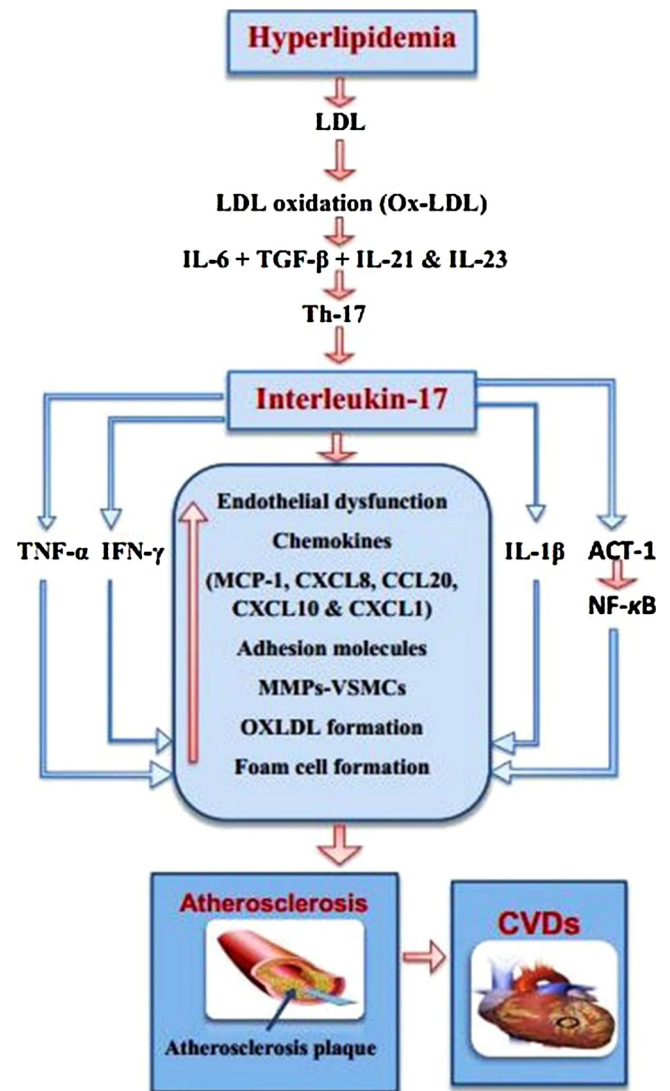 Hyperlipidemia
LDL
LDL oxidation (Ox-LDL)
IL-6 + TGF-β + IL-21 & IL-23
Th-17
Interleukin-17
TNF-α IFN-γ
Endothelial dysfunction
Chemokines
(MCP-1, CXCL8, CCL20,
CXCL10 & CXCL1)
Adhesion molecules
MMPs-VSMCs
OXLDL formation
Foam cell formation
IL-1β ACT-1
NF-κB
Atherosclerosis
Atherosclerosis plaque
CVDs